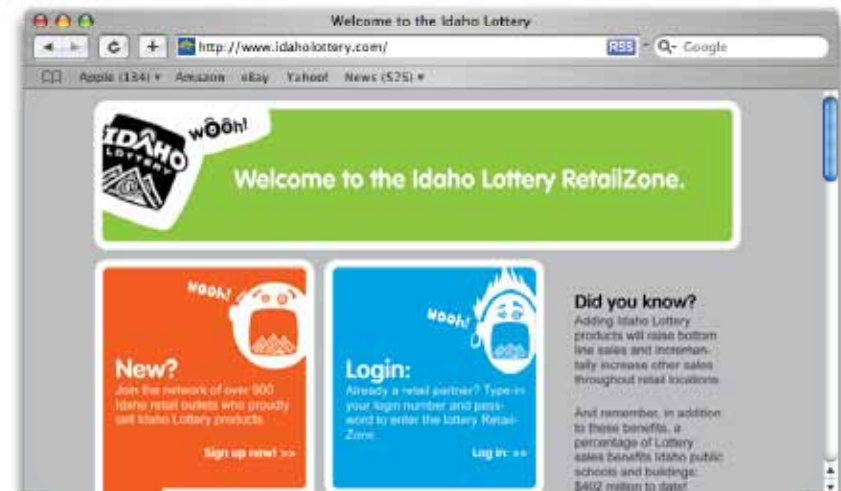 Welcome to the Idaho Lottery
http://www.idaholottery.com/
RSS
Google
Apple (134)
Amazon
eBay
Yahoo!
News (525)
IDAHO
LOTTERY
wOOh!
Welcome to the Idaho Lottery RetailZone.
WOOh!
New?
Join the network of over 900
Idaho retail outlets who proudly
sell Idaho Lottery products.
Sign up now! >>
WOOh!
Login:
Already a retail partner? Type-in
your login number and pass-
word to enter the lottery Retail-
Zone.
Log in >>
Did you know?
Adding Idaho Lottery
products will raise bottom
line sales and incremen-
tally increase other sales
throughout retail locations
And remember, in addition
to these benefits, a
percentage of Lottery
sales benefits Idaho public
schools and buildings:
$402 million to date!